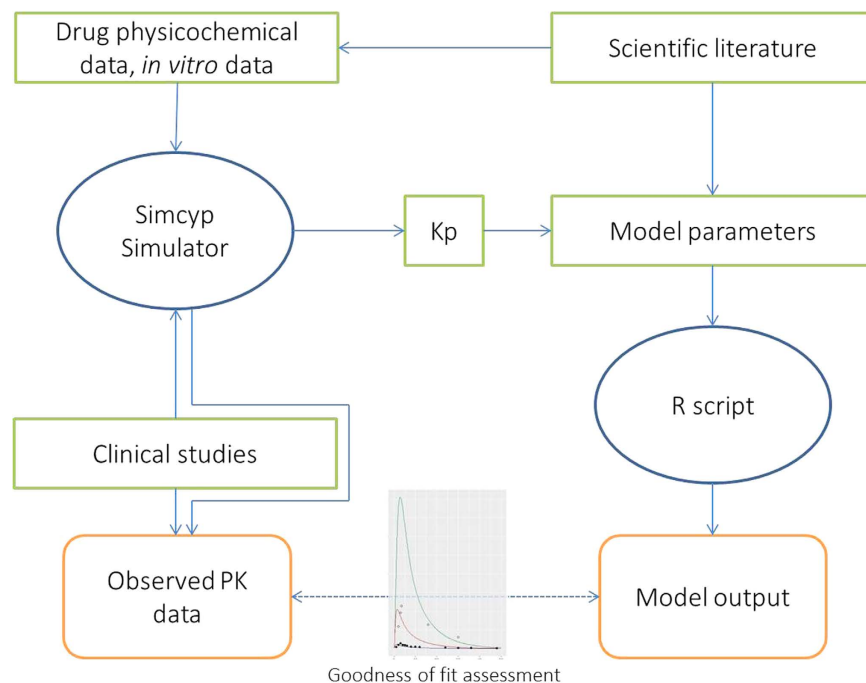 Drug physicochemical
data, in vitro data
Scientific literature
Simcyp
Simulator
Kp
Model parameters
R script
Clinical studies
Observed PK
data
Model output
Goodness of fit assessment